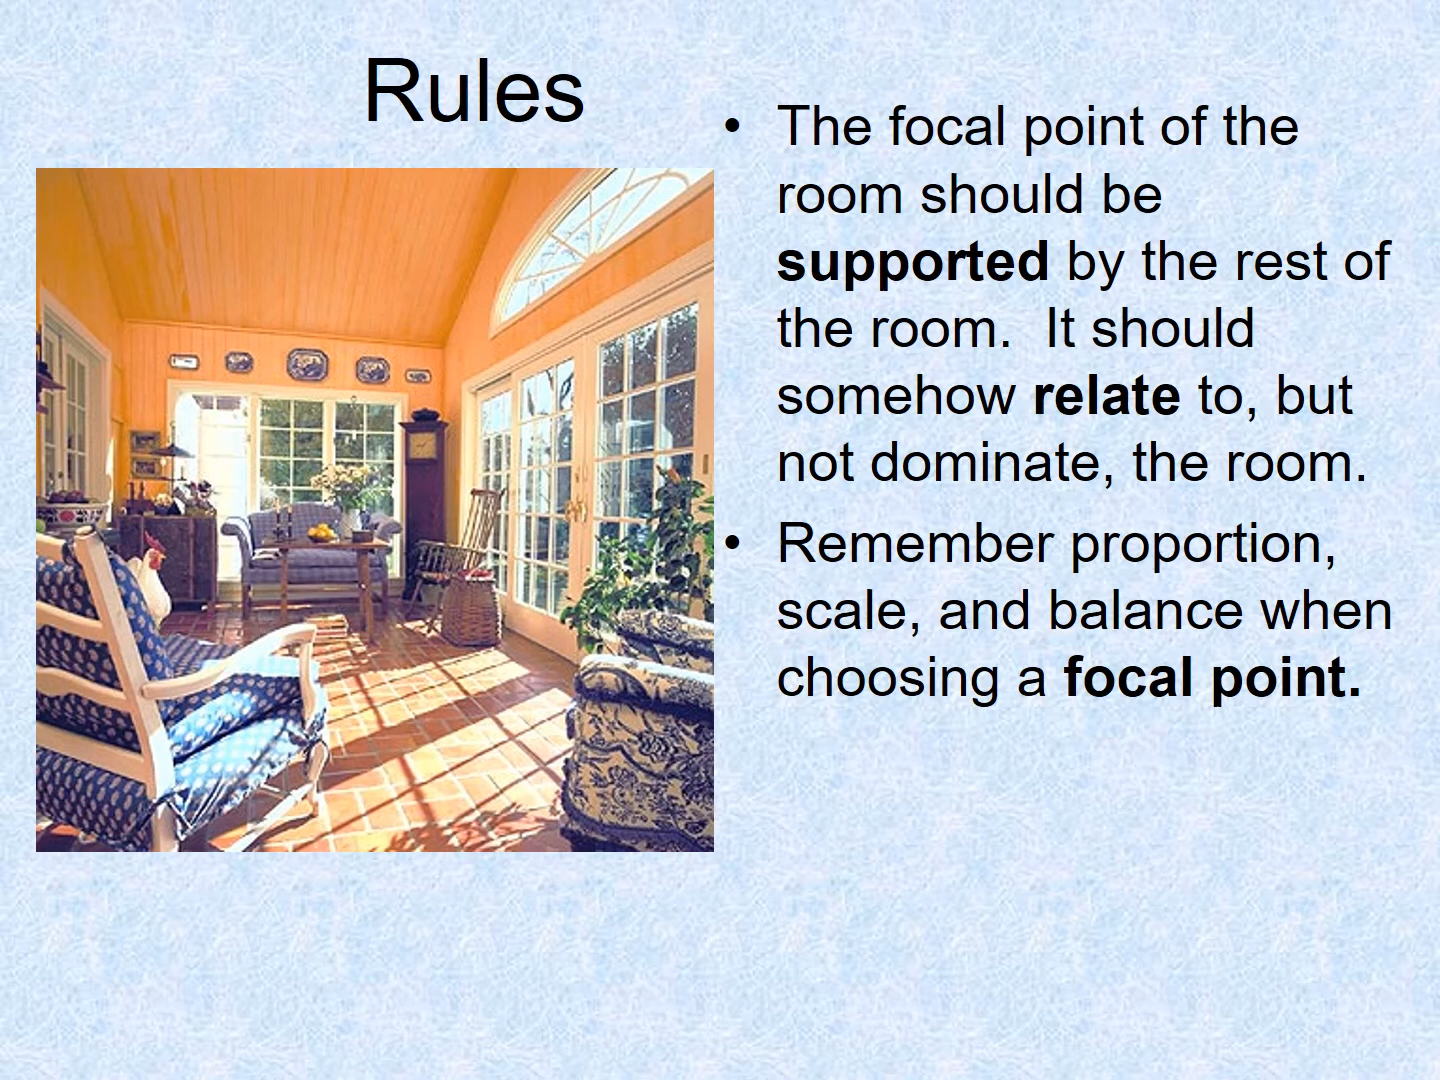 Rules
• The focal point of the
room should be
supported by the rest of
the room.  It should
somehow relate to, but
not dominate, the room.
• Remember proportion,
scale, and balance when
choosing a focal point.